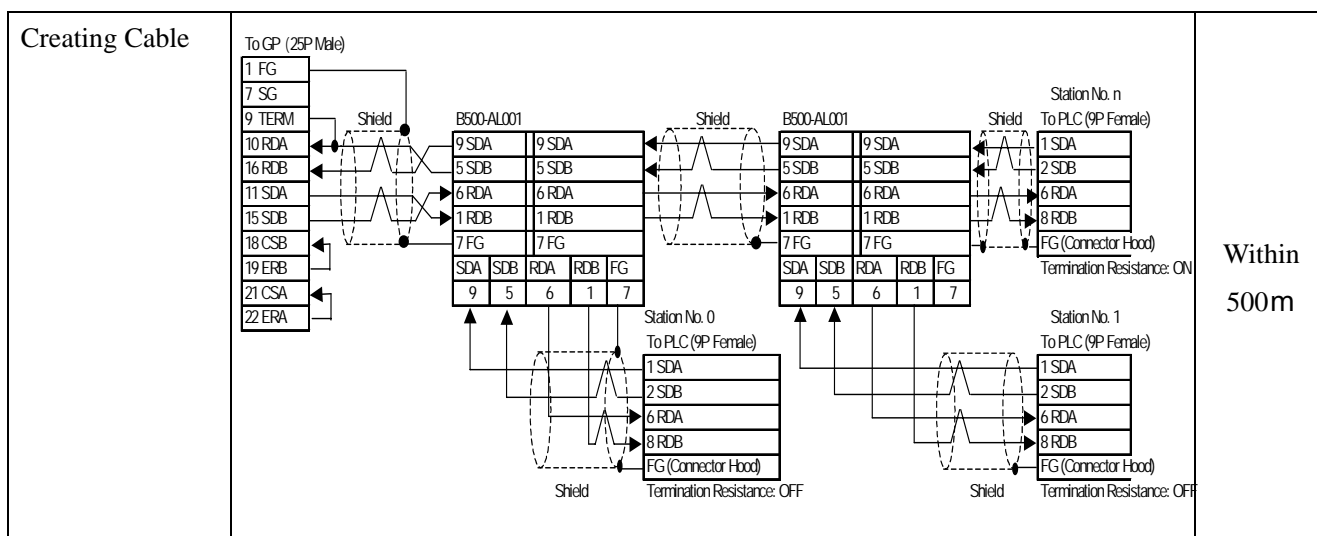 Creating Cable
To GP (25P Male)
1 FG
7 SG
9 TERM
10 RDA
16 RDB
11 SDA
15 SDB
18 CSB
19 ERB
21 CSA
22 ERA
Shield
B500-AL001
9 SDA 9 SDA
5 SDB 5 SDB
6 RDA 6 RDA
1 RDB 1 RDB
7 FG 7 FG
SDA SDB RDA RDB FG
9 5 6 1 7
Shield
B500-AL001
9 SDA 9 SDA
5 SDB 5 SDB
6 RDA 6 RDA
1 RDB 1 RDB
7 FG 7 FG
SDA SDB RDA RDB FG
9 5 6 1 7
Shield
Station No. n
To PLC (9P Female)
1 SDA
2 SDB
6 RDA
8 RDB
FG (Connector Hood)
Termination Resistance: ON
Station No. 0
To PLC (9P Female)
1 SDA
2 SDB
6 RDA
8 RDB
FG (Connector Hood)
Shield
Termination Resistance: OFF
Station No. 1
To PLC (9P Female)
1 SDA
2 SDB
6 RDA
8 RDB
FG (Connector Hood)
Shield
Termination Resistance: OFF
Within
500m